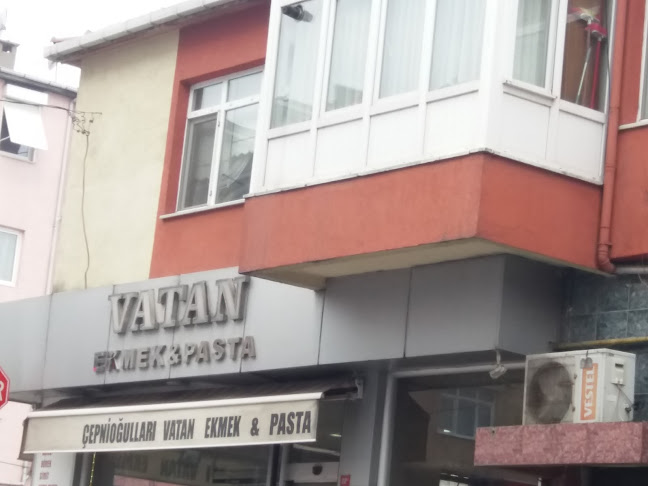 VATAN
EKMEK&PASTA
ÇEPNİOĞULLARI VATAN EKMEK & PASTA
VESTEL